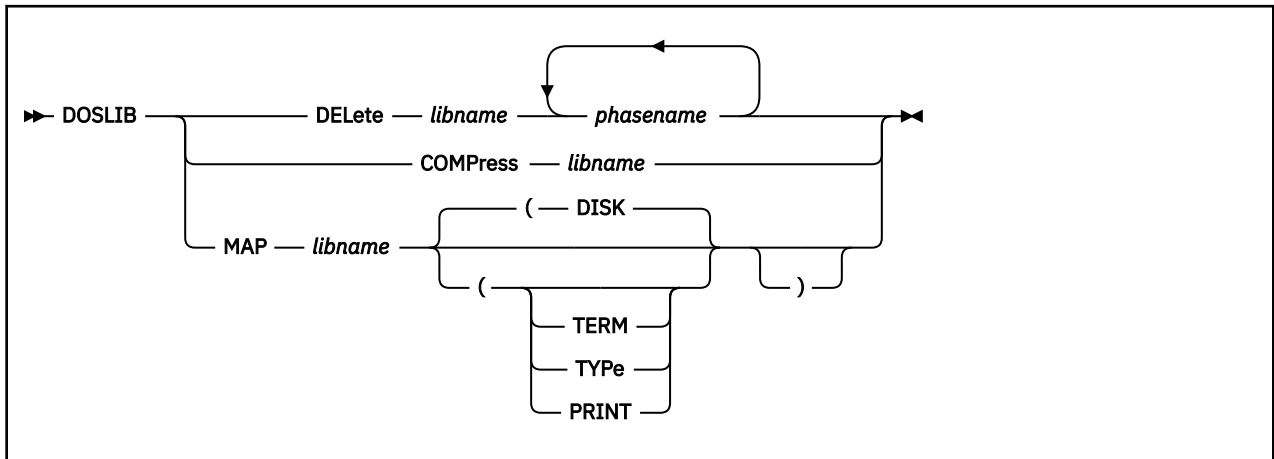 DOSLIB DELete libname phasename
COMPress libname
( DISK
MAP libname
( )
TERM
TYPe
PRINT